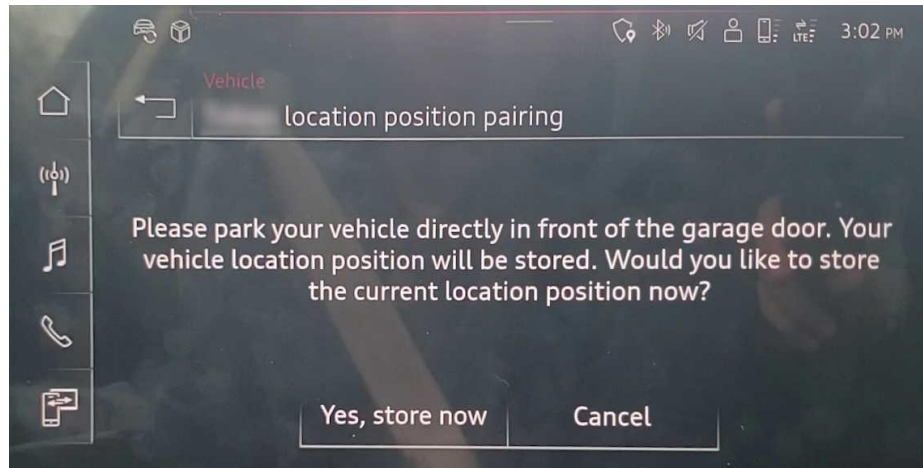 LTE
3:02 PM
Vehicle
location position pairing
Please park your vehicle directly in front of the garage door. Your
vehicle location position will be stored. Would you like to store
the current location position now?
Yes, store now
Cancel